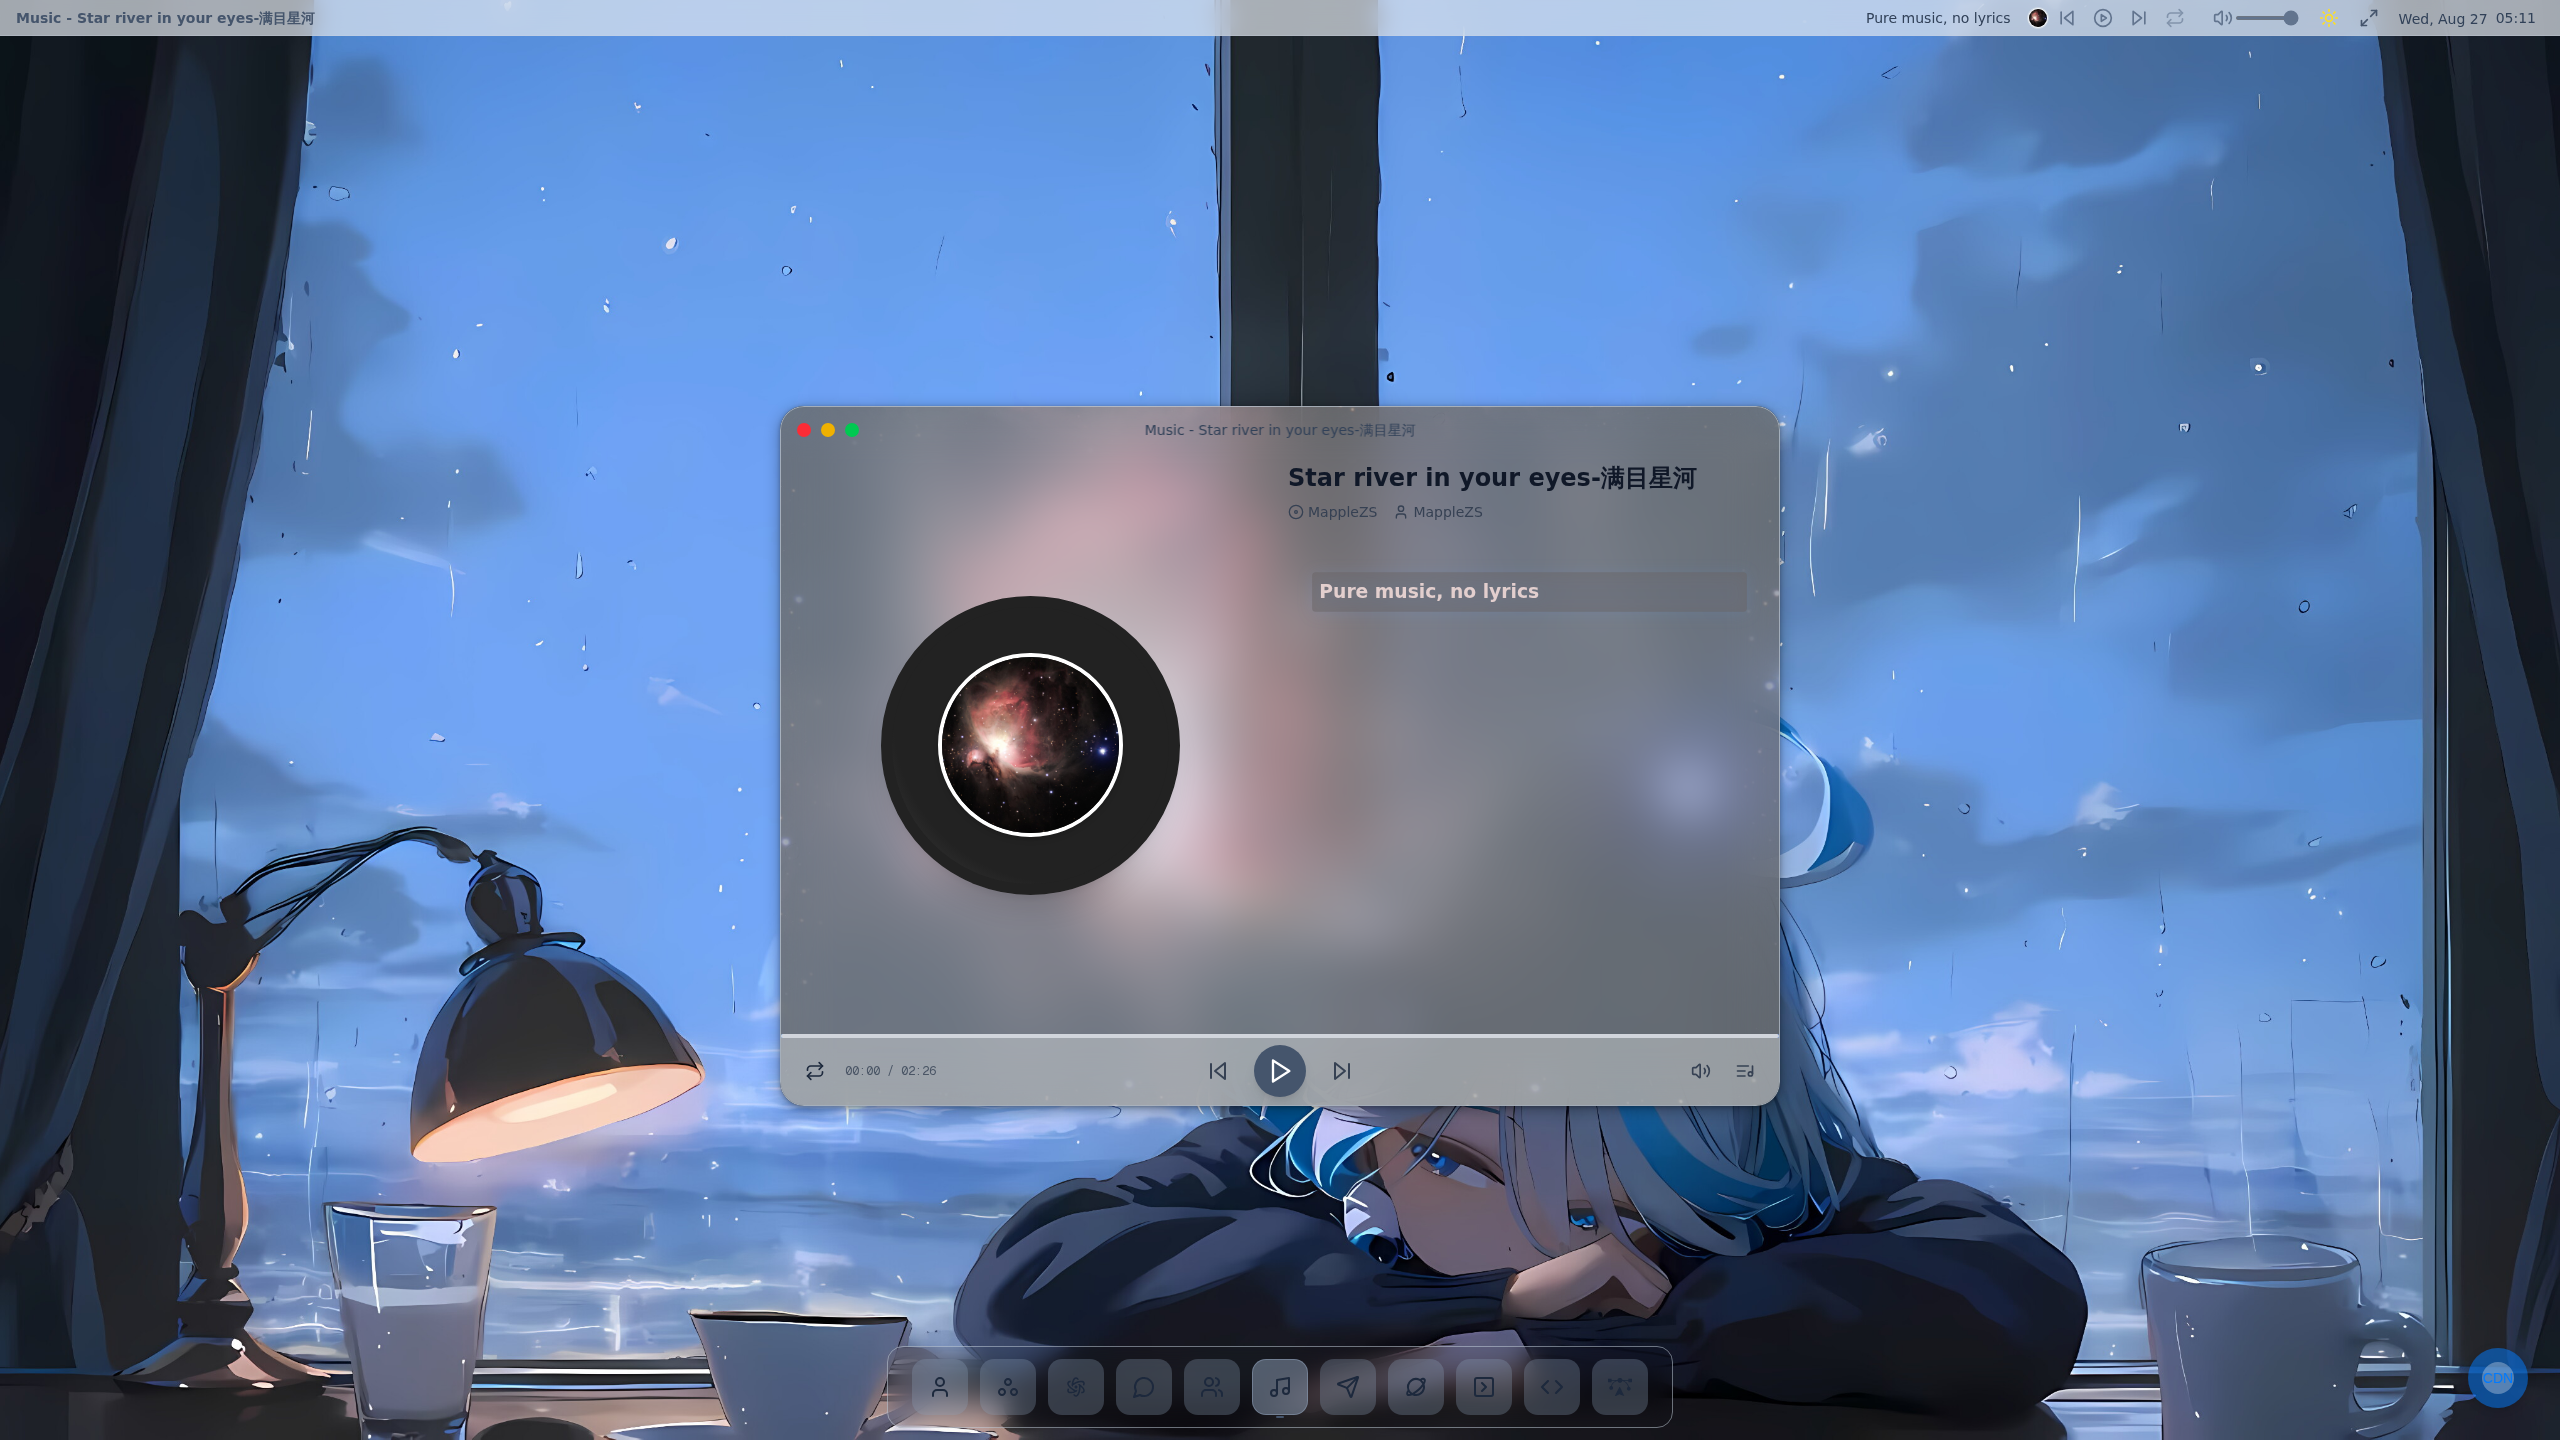 Music - Star river in your eyes-满目星河
Pure music, no lyrics
Wed, Aug 27 05:11
Music - Star river in your eyes-满目星河
Star river in your eyes-满目星河
MappleZS MappleZS
Pure music, no lyrics
00:00 / 02:26
CDN